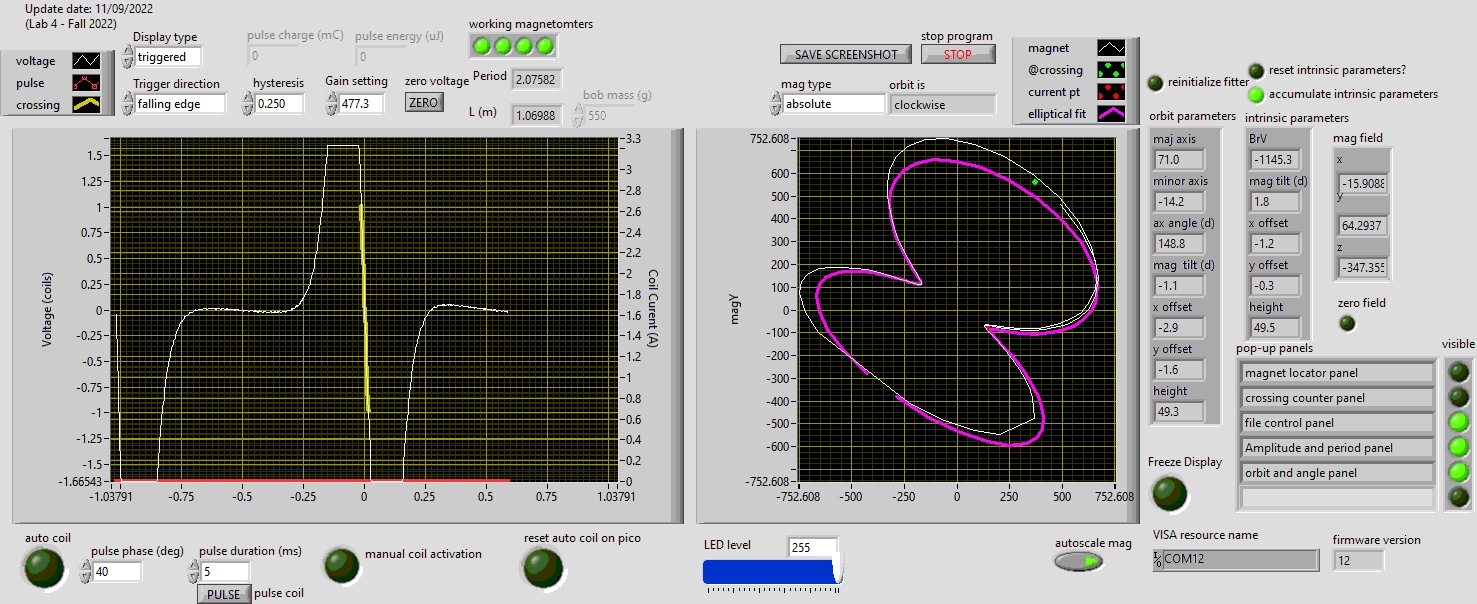 Update date: 11/09/2022
(Lab 4 - Fall 2022)
voltage
pulse
crossing
Display type
triggered
Trigger direction
falling edge
pulse charge (mC)
0
pulse energy (uJ)
0
hysteresis
0.250
Gain setting
477.3
working magnetomters
zero voltage
ZERO
Period
2.07582
L (m)
1.06988
bob mass (g)
550
SAVE SCREENSHOT
stop program
STOP
mag type
absolute
orbit is
clockwise
magnet
@crossing
current pt
elliptical fit
reinitialize fitter
reset intrinsic parameters?
accumulate intrinsic parameters
Voltage (coils)
1.5
1.25
1
0.75
0.5
0.25
0
-0.25
-0.5
-0.75
-1
-1.25
-1.5
-1.66543
-1.03791
-0.75
-0.5
-0.25
0
0.25
0.5
0.75
1.03791
3.3
3
2.8
2.6
2.4
2.2
2
1.8
1.6
1.4
1.2
1
0.8
0.6
0.4
0.2
0
Coil Current (A)
magY
752.608
600
500
400
300
200
100
0
-100
-200
-300
-400
-500
-600
-752.608
-752.608
-500
-250
0
250
500
752.608
orbit parameters
maj axis
71.0
minor axis
-14.2
ax angle (d)
148.8
mag tilt (d)
-1.1
x offset
-2.9
y offset
-1.6
height
49.3
intrinsic parameters
BrV
-1145.3
mag tilt (d)
1.8
x offset
-1.2
y offset
-0.3
height
49.5
mag field
x
-15.9088
y
64.2937
z
-347.355
zero field
pop-up panels
visible
magnet locator panel
crossing counter panel
file control panel
Amplitude and period panel
orbit and angle panel
Freeze Display
auto coil
pulse phase (deg)
40
pulse duration (ms)
5
PULSE
pulse coil
manual coil activation
reset auto coil on pico
LED level
255
autoscale mag
VISA resource name
COM12
firmware version
12